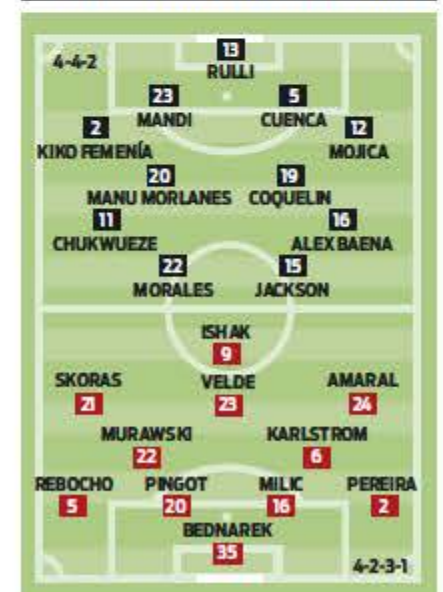 13
4-4-2
RULLI
23 5
MANDI CUENCA
2 12
KIKO FEMENÍA MOJICA
20 19
MANU MORLANES COQUELIN
11 16
CHUKWUEZE ALEX BAENA
22 15
MORALES JACKSON
ISHAK
9
SKORAS VELDE AMARAL
21 23 24
MURAWSKI KARLSTROM
22 6
REBOCHO PINGOT MILIC PEREIRA
5 20 16 2
BEDNAREK
35
4-2-3-1